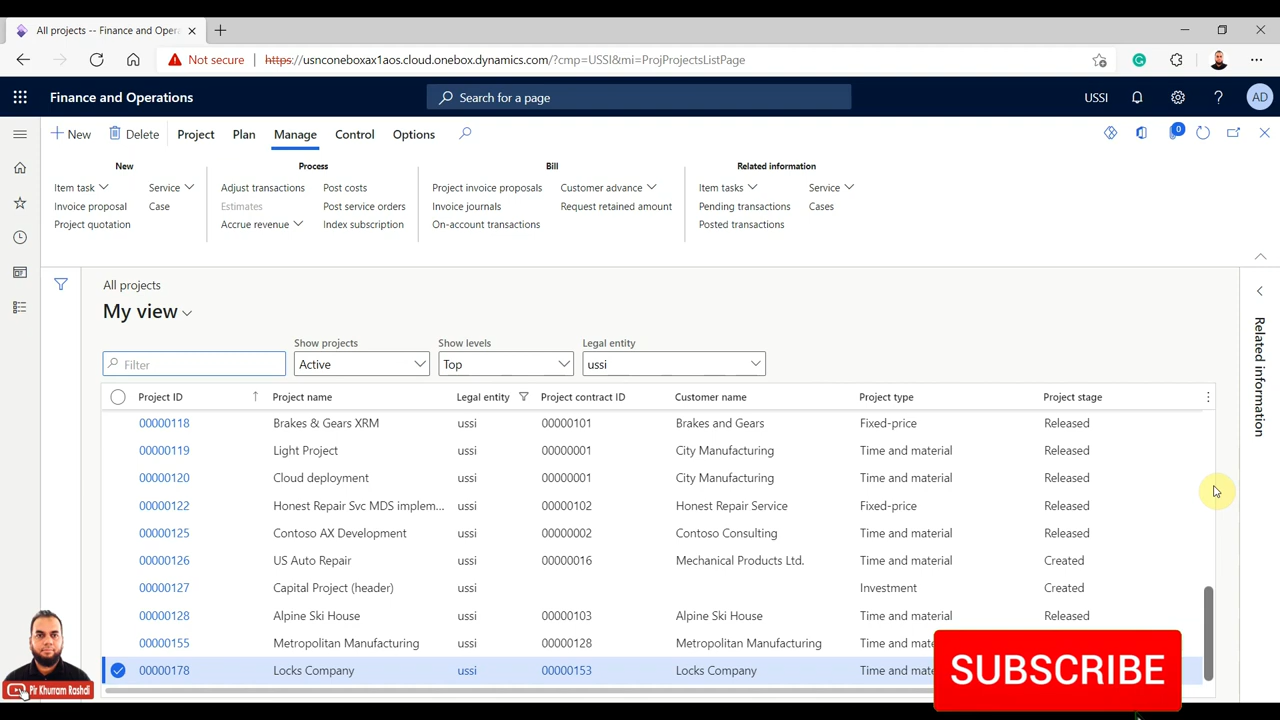 All projects -- Finance and Oper
Not secure https://usnconeboxax1aos.cloud.onebox.dynamics.com/?cmp=USSI&mi=ProjProjectsListPage
Finance and Operations Search for a page USSI ? AD
New Delete Project Plan Manage Control Options 0
New Process Bill Related information
Item task Service Adjust transactions Post costs Project invoice proposals Customer advance Item tasks Service
Invoice proposal Case Estimates Post service orders Invoice journals Request retained amount Pending transactions Cases
Project quotation Accrue revenue Index subscription On-account transactions Posted transactions
All projects
My view
Show projects Show levels Legal entity
Filter Active Top ussi
Related information
Project ID Project name Legal entity Project contract ID Customer name Project type Project stage
00000118 Brakes & Gears XRM ussi 00000101 Brakes and Gears Fixed-price Released
00000119 Light Project ussi 00000001 City Manufacturing Time and material Released
00000120 Cloud deployment ussi 00000001 City Manufacturing Time and material Released
00000122 Honest Repair Svc MDS implem... ussi 00000102 Honest Repair Service Fixed-price Released
00000125 Contoso AX Development ussi 00000002 Contoso Consulting Time and material Released
00000126 US Auto Repair ussi 00000016 Mechanical Products Ltd. Time and material Created
00000127 Capital Project (header) ussi Investment Created
00000128 Alpine Ski House ussi 00000103 Alpine Ski House Time and material Released
00000155 Metropolitan Manufacturing ussi 00000128 Metropolitan Manufacturing Time and mate
00000178 Locks Company ussi 00000153 Locks Company Time and mate
SUBSCRIBE
Pir Khurram Rashdi